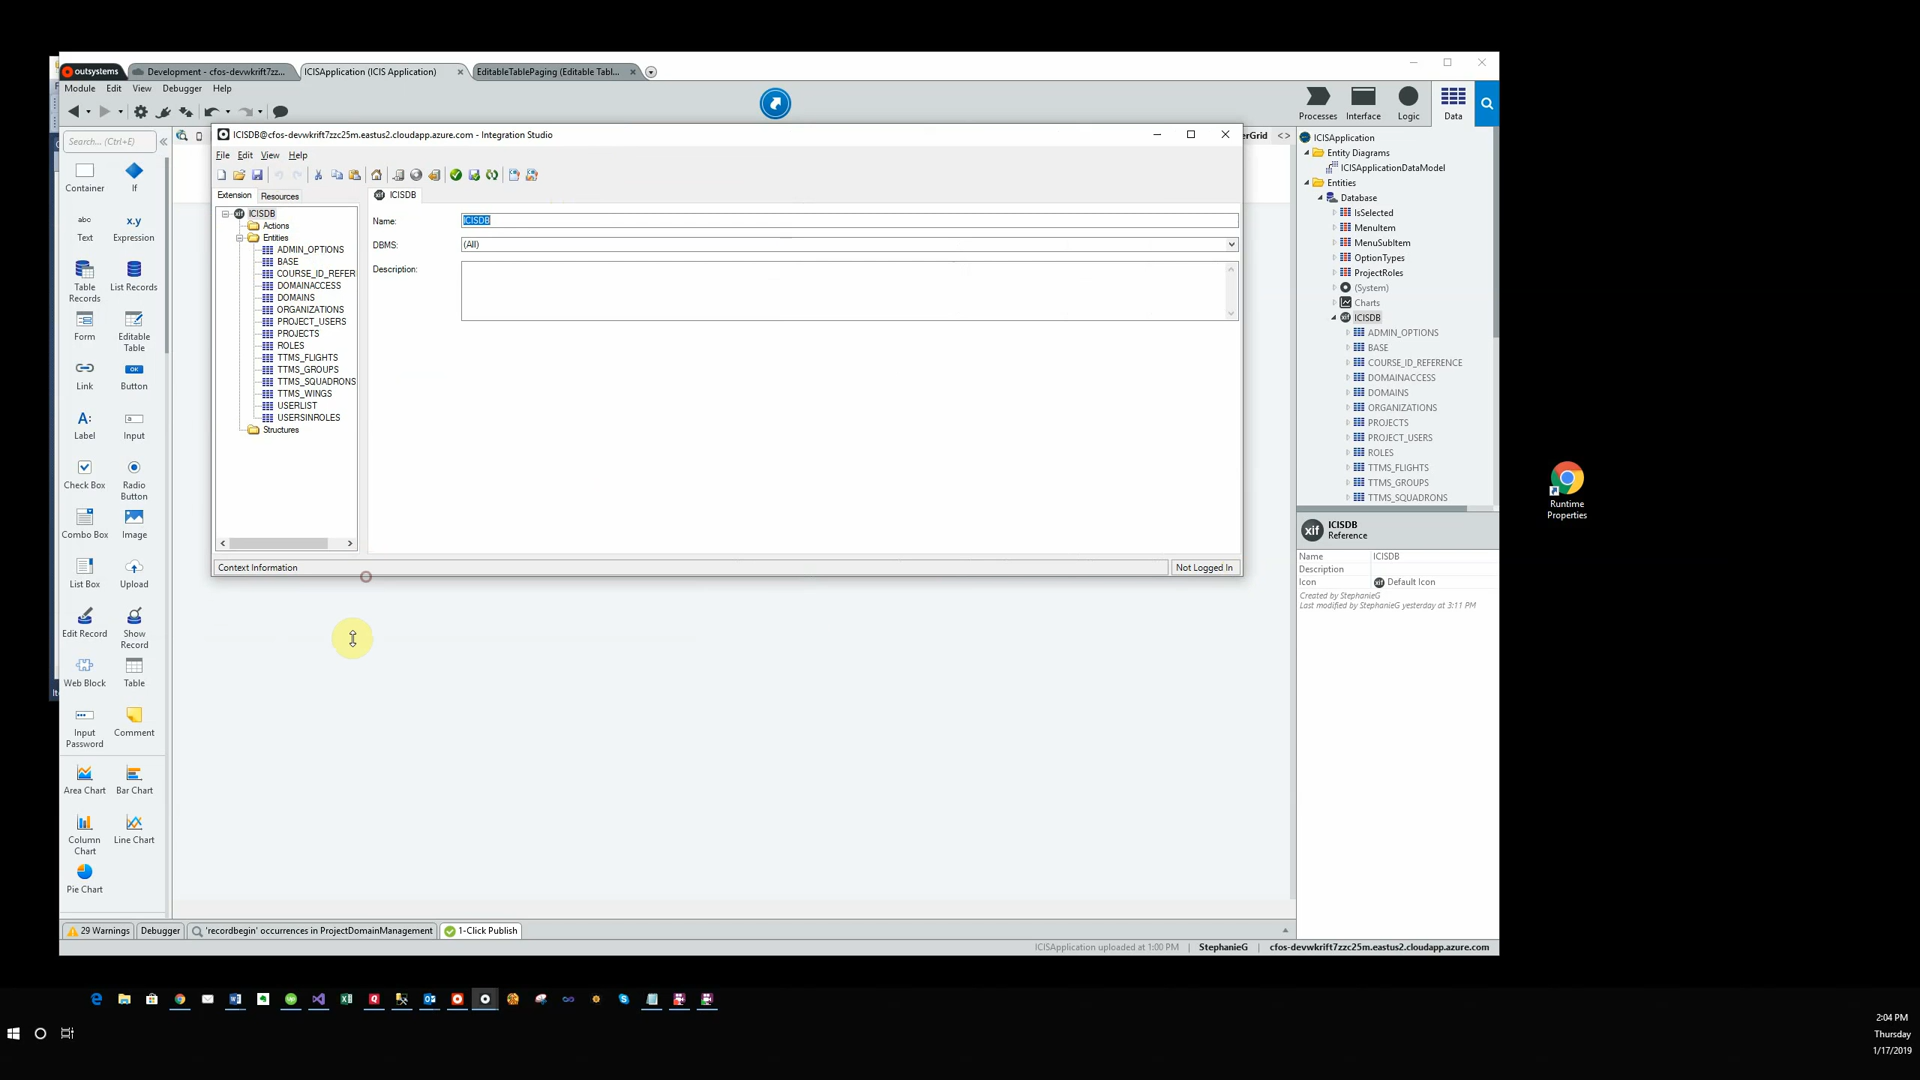 outsystems
Development - cfos-devwkrift7zz...
ICISApplication (ICIS Application)
EditableTablePaging (Editable Tabl...
Module Edit View Debugger Help
Processes
Interface
Logic
Data
Search... (Ctrl+E)
Container
If
Text
Expression
Table Records
List Records
Form
Editable Table
Link
Button
Label
Input
Check Box
Radio Button
Combo Box
Image
List Box
Upload
Edit Record
Show Record
Web Block
Table
Input Password
Comment
Area Chart
Bar Chart
Column Chart
Line Chart
Pie Chart
ICISDB@cfos-devwkrift7zzc25m.eastus2.cloudapp.azure.com - Integration Studio
File Edit View Help
Extension
Resources
ICISDB
Actions
Entities
ADMIN_OPTIONS
BASE
COURSE_ID_REFER
DOMAINACCESS
DOMAINS
ORGANIZATIONS
PROJECT_USERS
PROJECTS
ROLES
TTMS_FLIGHTS
TTMS_GROUPS
TTMS_SQUADRONS
TTMS_WINGS
USERLIST
USERSINROLES
Structures
ICISDB
Name: ICISDB
DBMS: (All)
Description:
Context Information
Not Logged In
erGrid
ICISApplication
Entity Diagrams
ICISApplicationDataModel
Entities
Database
IsSelected
MenuItem
MenuSubItem
OptionTypes
ProjectRoles
(System)
Charts
ICISDB
ADMIN_OPTIONS
BASE
COURSE_ID_REFERENCE
DOMAINACCESS
DOMAINS
ORGANIZATIONS
PROJECTS
PROJECT_USERS
ROLES
TTMS_FLIGHTS
TTMS_GROUPS
TTMS_SQUADRONS
xif
ICISDB
Reference
Name ICISDB
Description
Icon Default Icon
Created by StephanieG
Last modified by StephanieG yesterday at 3:11 PM
Runtime Properties
29 Warnings
Debugger
'recordbegin' occurrences in ProjectDomainManagement
1-Click Publish
ICISApplication uploaded at 1:00 PM
StephanieG
cfos-devwkrift7zzc25m.eastus2.cloudapp.azure.com
2:04 PM
Thursday
1/17/2019